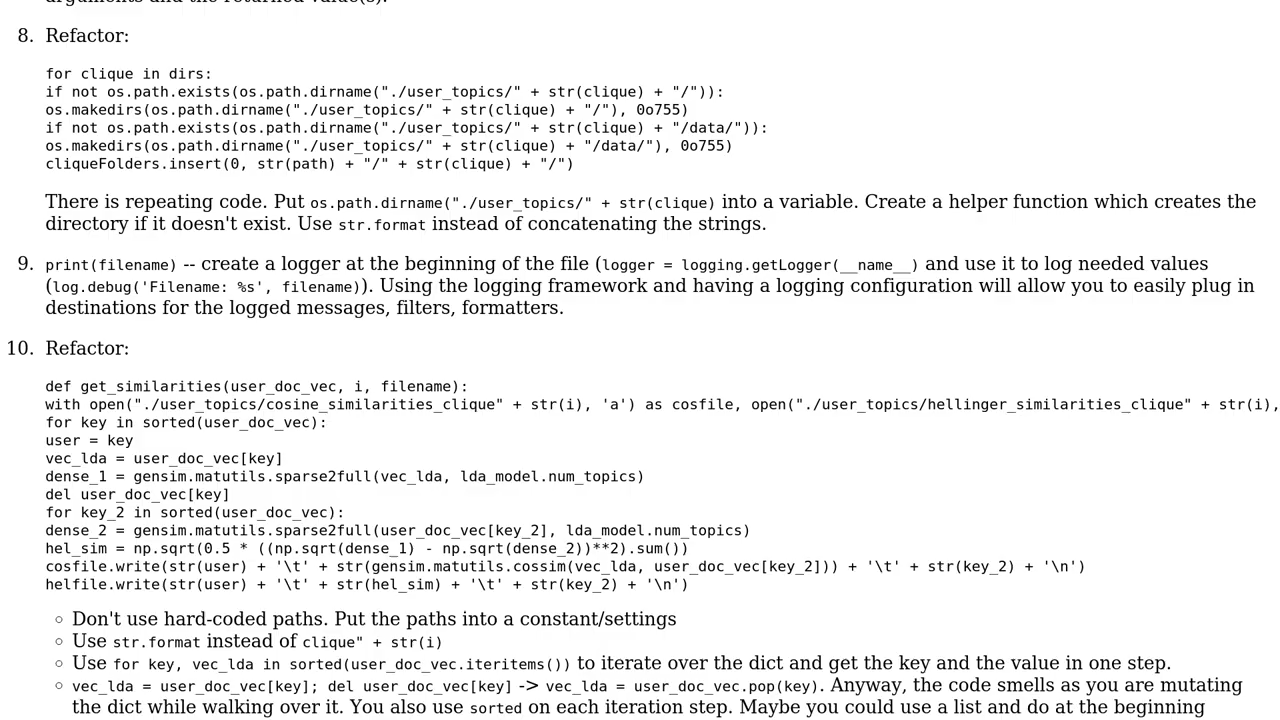 arguments and the returned value(s).
8. Refactor:
for clique in dirs:
if not os.path.exists(os.path.dirname("./user_topics/" + str(clique) + "/")):
os.makedirs(os.path.dirname("./user_topics/" + str(clique) + "/"), 0o755)
if not os.path.exists(os.path.dirname("./user_topics/" + str(clique) + "/data/")):
os.makedirs(os.path.dirname("./user_topics/" + str(clique) + "/data/"), 0o755)
cliqueFolders.insert(0, str(path) + "/" + str(clique) + "/")
There is repeating code. Put os.path.dirname("./user_topics/" + str(clique) into a variable. Create a helper function which creates the
directory if it doesn't exist. Use str.format instead of concatenating the strings.
9. print(filename) -- create a logger at the beginning of the file (logger = logging.getLogger(__name__) and use it to log needed values
(log.debug('Filename: %s', filename)). Using the logging framework and having a logging configuration will allow you to easily plug in
destinations for the logged messages, filters, formatters.
10. Refactor:
def get_similarities(user_doc_vec, i, filename):
with open("./user_topics/cosine_similarities_clique" + str(i), 'a') as cosfile, open("./user_topics/hellinger_similarities_clique" + str(i),
for key in sorted(user_doc_vec):
user = key
vec_lda = user_doc_vec[key]
dense_1 = gensim.matutils.sparse2full(vec_lda, lda_model.num_topics)
del user_doc_vec[key]
for key_2 in sorted(user_doc_vec):
dense_2 = gensim.matutils.sparse2full(user_doc_vec[key_2], lda_model.num_topics)
hel_sim = np.sqrt(0.5 * ((np.sqrt(dense_1) - np.sqrt(dense_2))**2).sum())
cosfile.write(str(user) + '\t' + str(gensim.matutils.cossim(vec_lda, user_doc_vec[key_2])) + '\t' + str(key_2) + '\n')
helfile.write(str(user) + '\t' + str(hel_sim) + '\t' + str(key_2) + '\n')
◦ Don't use hard-coded paths. Put the paths into a constant/settings
◦ Use str.format instead of clique" + str(i)
◦ Use for key, vec_lda in sorted(user_doc_vec.iteritems()) to iterate over the dict and get the key and the value in one step.
◦ vec_lda = user_doc_vec[key]; del user_doc_vec[key] -> vec_lda = user_doc_vec.pop(key). Anyway, the code smells as you are mutating
the dict while walking over it. You also use sorted on each iteration step. Maybe you could use a list and do at the beginning